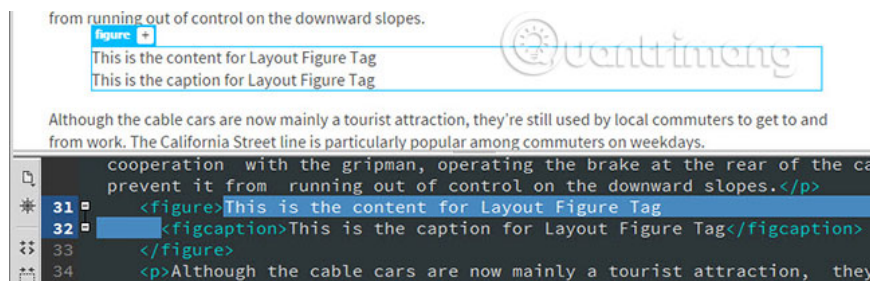 from running out of control on the downward slopes.
figure +
This is the content for Layout Figure Tag
This is the caption for Layout Figure Tag
Quantrimang
Although the cable cars are now mainly a tourist attraction, they're still used by local commuters to get to and
from work. The California Street line is particularly popular among commuters on weekdays.
cooperation with the gripman, operating the brake at the rear of the ca
prevent it from running out of control on the downward slopes.</p>
31 <figure>This is the content for Layout Figure Tag
32 <figcaption>This is the caption for Layout Figure Tag</figcaption>
33 </figure>
34 <p>Although the cable cars are now mainly a tourist attraction, they